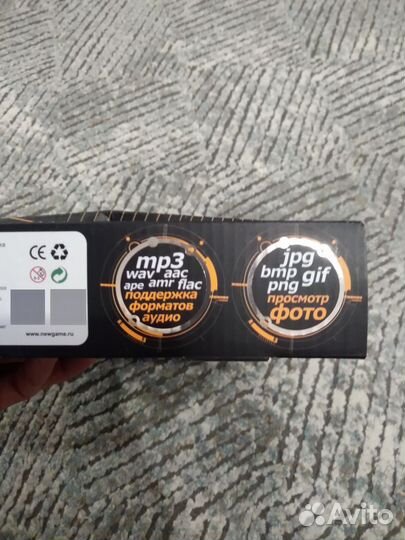 CE
www.newgame.ru
mp3
wav aac
ape amr flac
поддержка
форматов
аудио
jpg
bmp gif
png
просмотр
фото
Avito